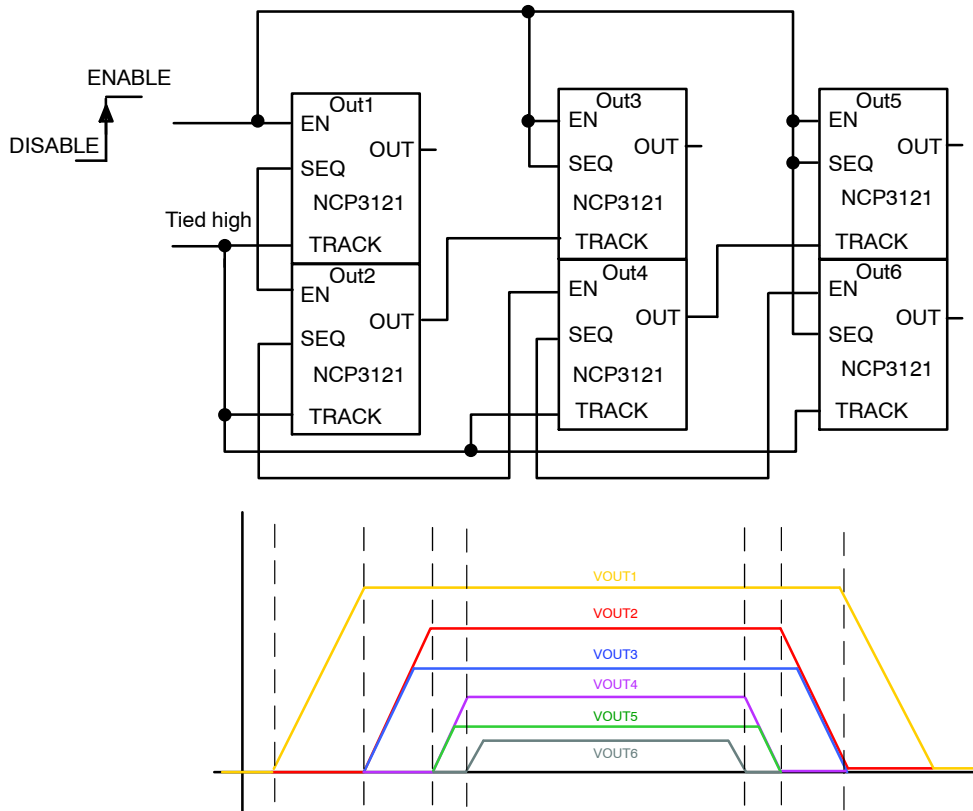 ENABLE
DISABLE
Tied high
Out1
EN
OUT
SEQ
NCP3121
TRACK
Out2
EN
OUT
SEQ
NCP3121
TRACK
Out3
EN
OUT
SEQ
NCP3121
TRACK
Out4
EN
OUT
SEQ
NCP3121
TRACK
Out5
EN
OUT
SEQ
NCP3121
TRACK
Out6
EN
OUT
SEQ
NCP3121
TRACK
VOUT1
VOUT2
VOUT3
VOUT4
VOUT5
VOUT6